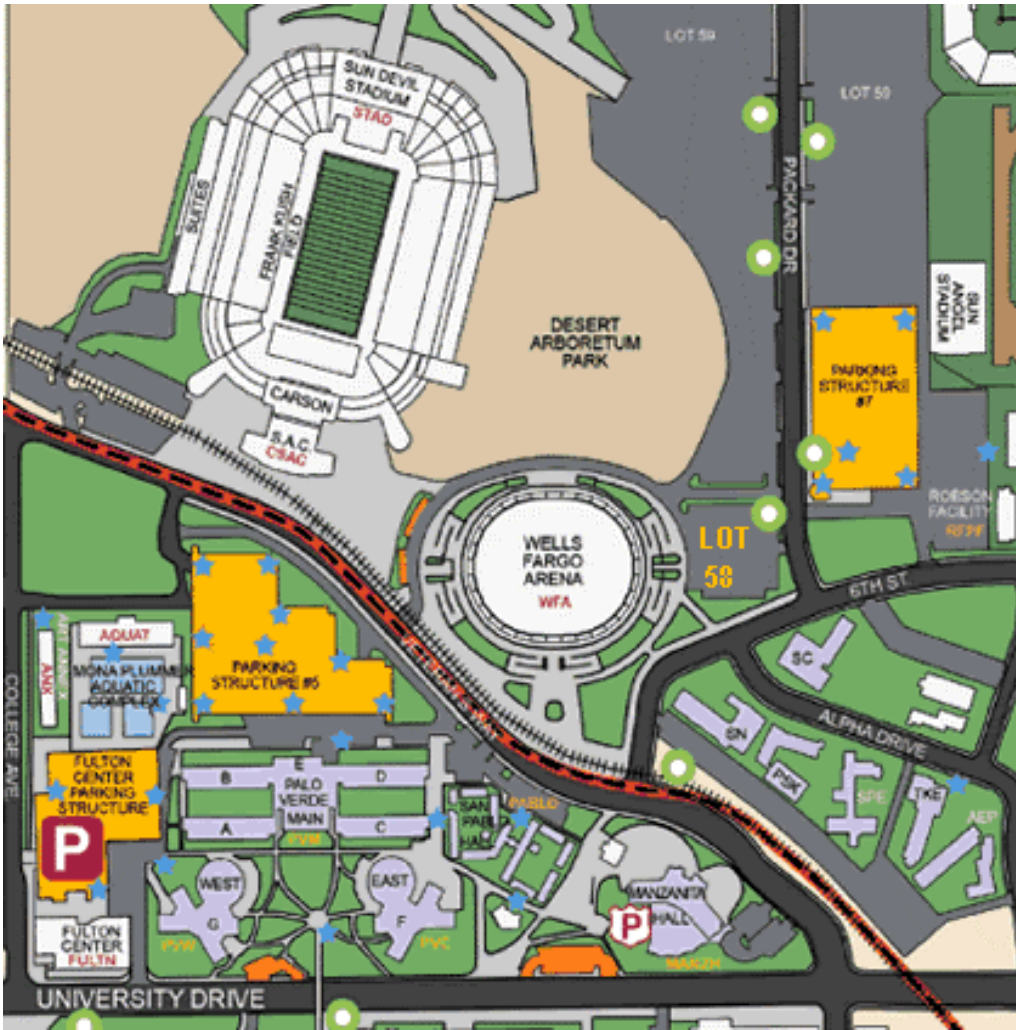 LOT 59
SUN DEVIL
STADIUM
STAD
LOT 59
SUITES
FRANK KUSH
FIELD
PACKARD DR
SUN
ANGEL
STADIUM
DESERT
ARBORETUM
PARK
PARKING
STRUCTURE
#7
CARSON
S.A.C.
CSAC
ROBSON
FACILITY
LOT
58
WELLS
FARGO
ARENA
WFA
6TH ST.
AQUAT
ANX
MONA PLUMMER
AQUATIC
COMPLEX
PARKING
STRUCTURE #5
VETERANS WAY
SC
COLLEGE AVE.
ALPHA DRIVE
SN
FULTON
CENTER
PARKING
STRUCTURE
B
E
D
PALO
VERDE
MAIN
A
C
PVM
SAN
PABLO
HALL
PABLO
PSK
SPE
TKE
AEP
P
WEST
G
PVW
EAST
F
PVC
MANZANITA
HALL
P
MANZH
FULTON
CENTER
FULTN
UNIVERSITY DRIVE